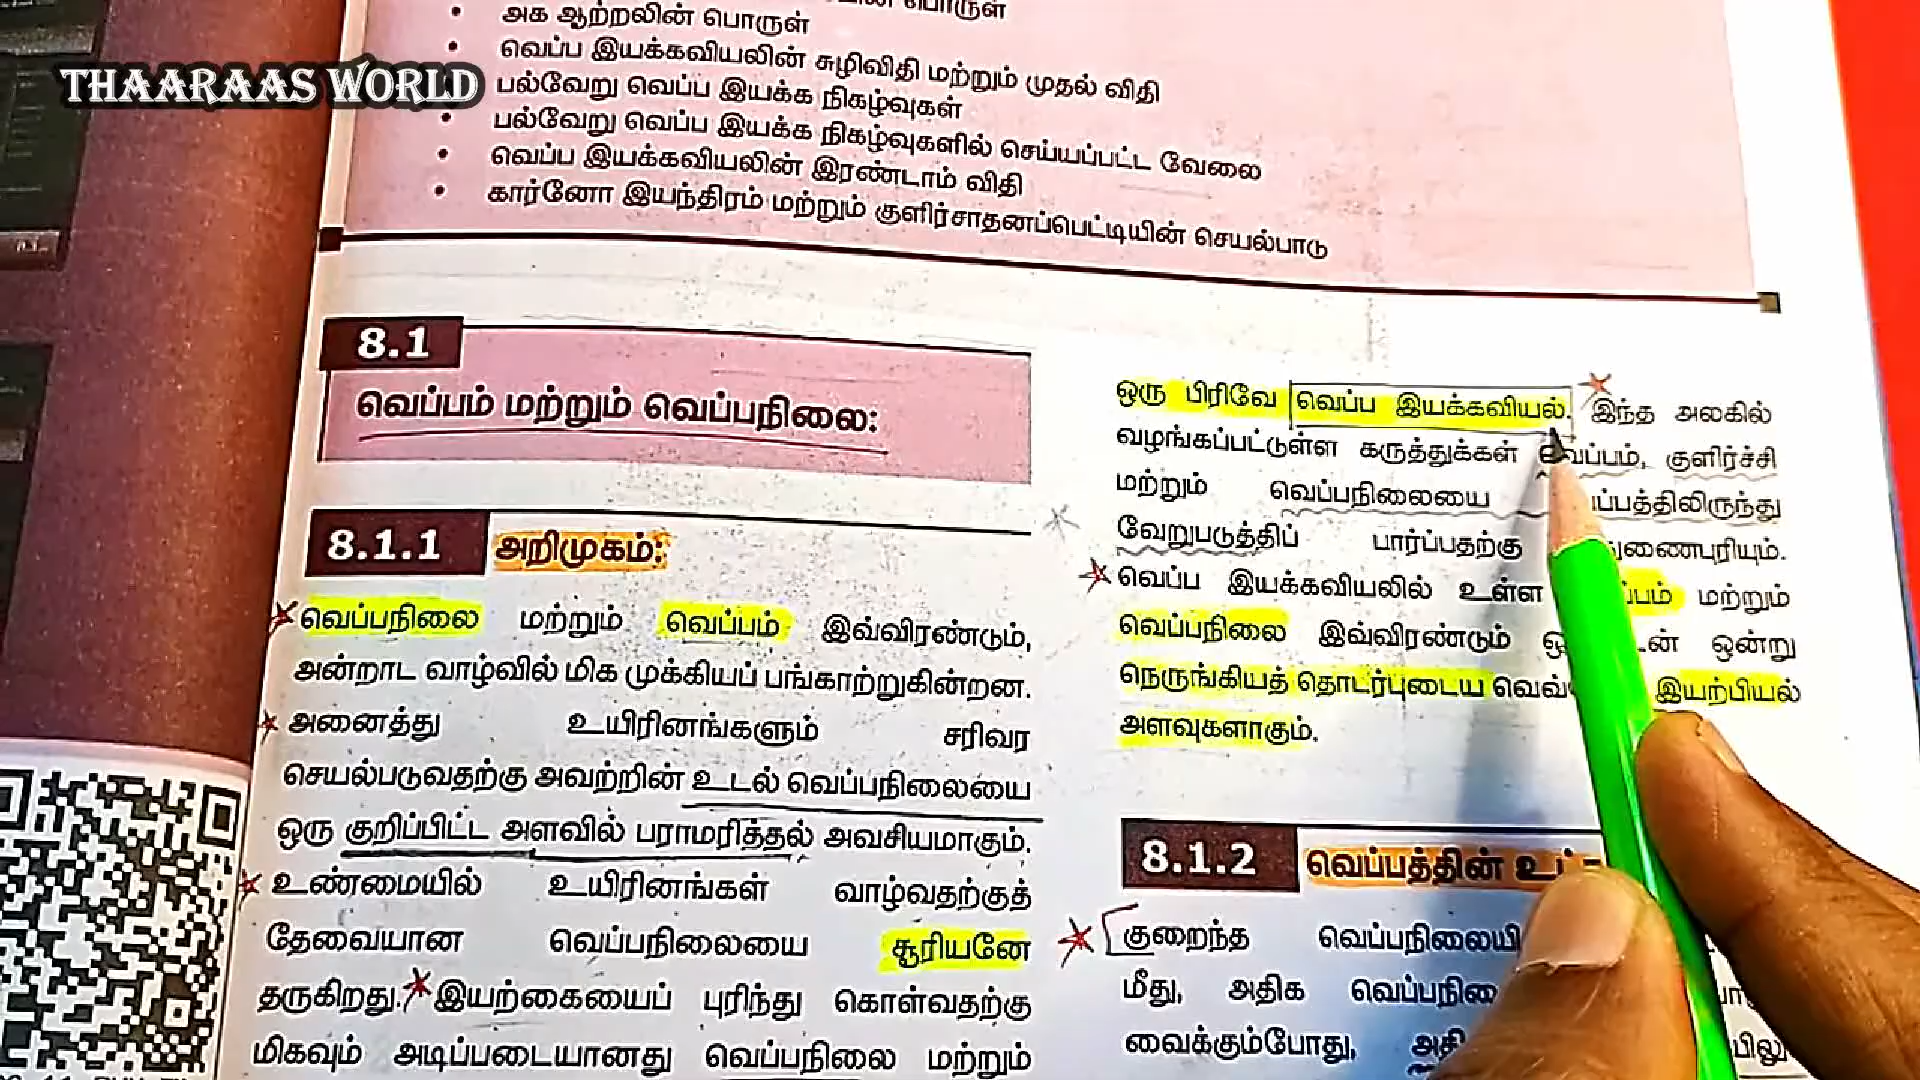 THAARAAS WORLD
பொருள்
அக ஆற்றலின் பொருள்
வெப்ப இயக்கவியலின் சுழிவிதி மற்றும் முதல் விதி
பல்வேறு வெப்ப இயக்க நிகழ்வுகள்
பல்வேறு வெப்ப இயக்க நிகழ்வுகளில் செய்யப்பட்ட வேலை
வெப்ப இயக்கவியலின் இரண்டாம் விதி
கார்னோ இயந்திரம் மற்றும் குளிர்சாதனப்பெட்டியின் செயல்பாடு
8.1
வெப்பம் மற்றும் வெப்பநிலை:
8.1.1 அறிமுகம்:
வெப்பநிலை மற்றும் வெப்பம் இவ்விரண்டும்,
அன்றாட வாழ்வில் மிக முக்கியப் பங்காற்றுகின்றன.
அனைத்து உயிரினங்களும் சரிவர
செயல்படுவதற்கு அவற்றின் உடல் வெப்பநிலையை
ஒரு குறிப்பிட்ட அளவில் பராமரித்தல் அவசியமாகும்.
உண்மையில் உயிரினங்கள் வாழ்வதற்குத்
தேவையான வெப்பநிலையை சூரியனே
தருகிறது. இயற்கையைப் புரிந்து கொள்வதற்கு
மிகவும் அடிப்படையானது வெப்பநிலை மற்றும்
ஒரு பிரிவே வெப்ப இயக்கவியல். இந்த அலகில்
வழங்கப்பட்டுள்ள கருத்துக்கள் வெப்பம், குளிர்ச்சி
மற்றும் வெப்பநிலையை
வேறுபடுத்திப் பார்ப்பதற்கு
வெப்ப இயக்கவியலில் உள்ள மற்றும்
வெப்பநிலை இவ்விரண்டும் ஒன்று
நெருங்கியத் தொடர்புடைய இயற்பியல்
அளவுகளாகும்.
8.1.2 வெப்பத்தின்
குறைந்த
மீது, அதிக
வைக்கும்போது,